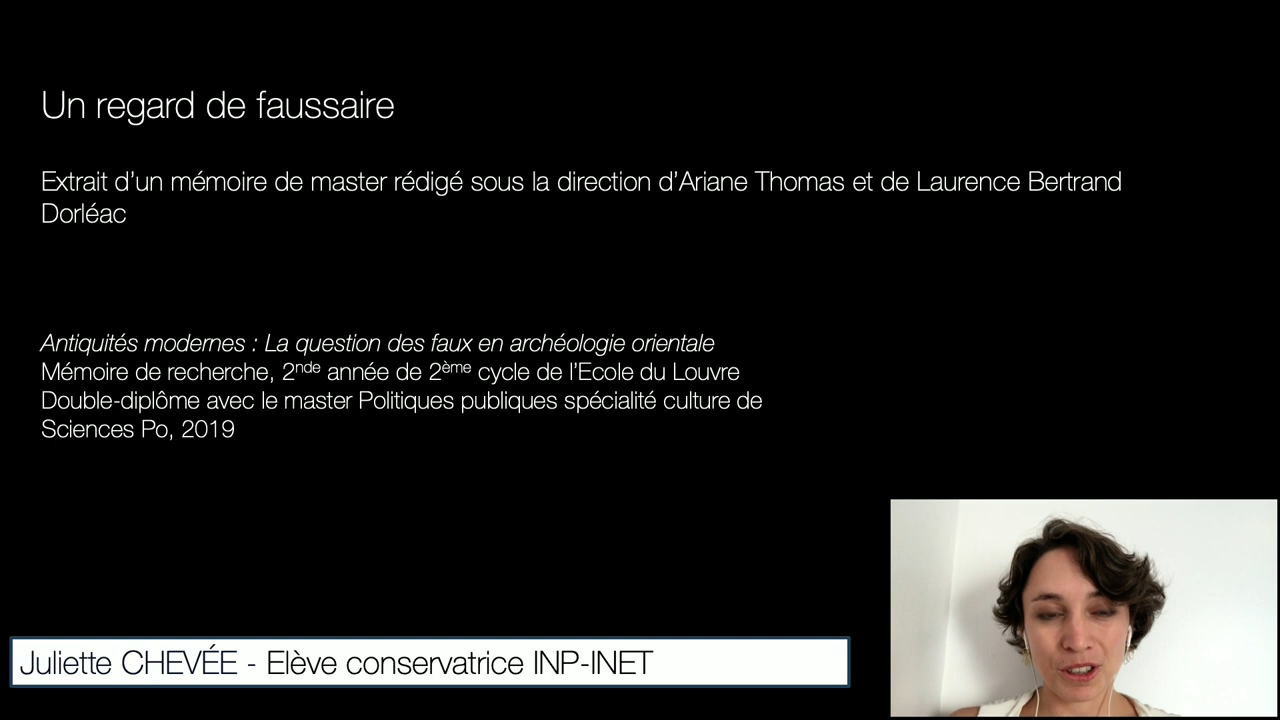 Un regard de faussaire
Extrait d’un mémoire de master rédigé sous la direction d’Ariane Thomas et de Laurence Bertrand
Dorléac
Antiquités modernes : La question des faux en archéologie orientale
Mémoire de recherche, 2nde année de 2ème cycle de l’Ecole du Louvre
Double-diplôme avec le master Politiques publiques spécialité culture de
Sciences Po, 2019
Juliette CHEVÉE - Elève conservatrice INP-INET